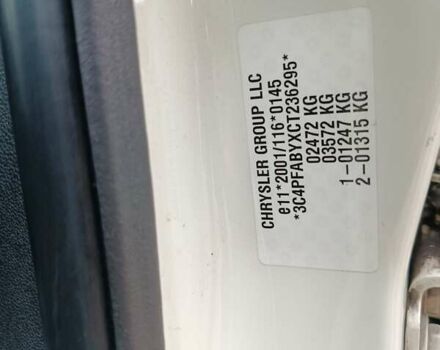 CHRYSLER GROUP LLC
e11*2001/116*0145
*3C4PFABYXCT236295*
02472 KG
03572 KG
1-01247 KG
2-01315 KG